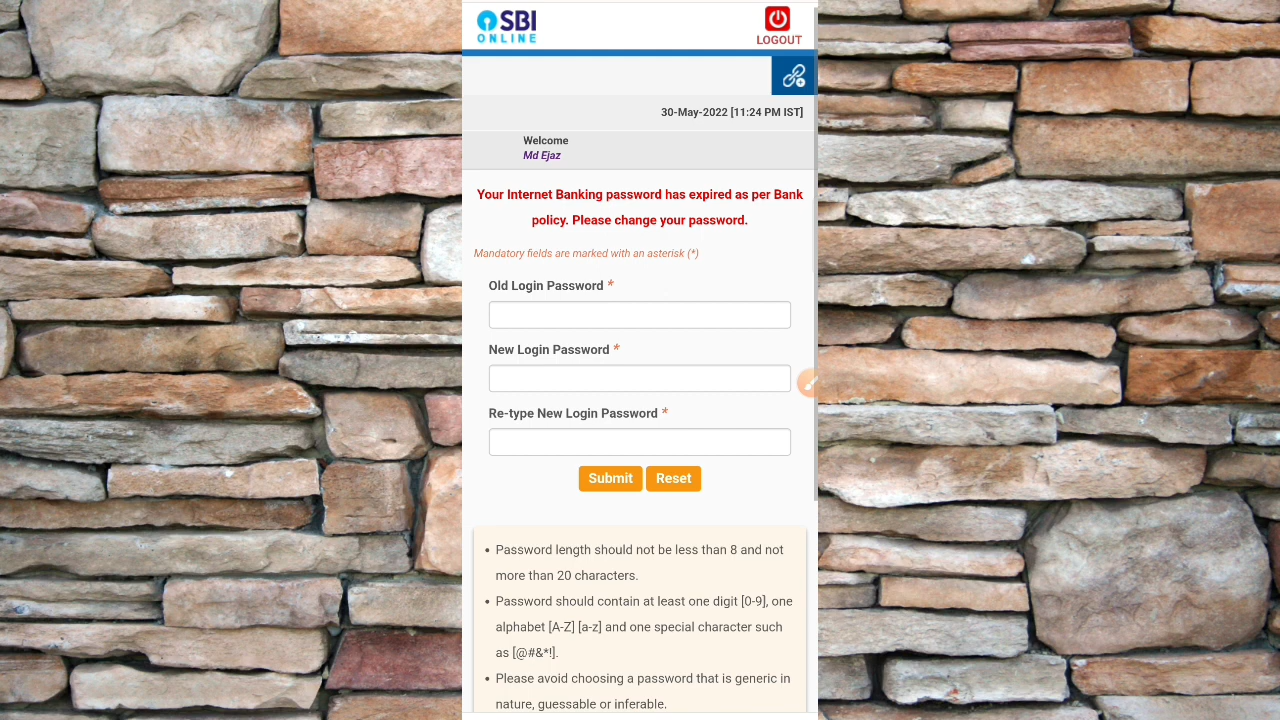 SBI
ONLINE
LOGOUT
30-May-2022 [11:24 PM IST]
Welcome
Md Ejaz
Your Internet Banking password has expired as per Bank
policy. Please change your password.
Mandatory fields are marked with an asterisk (*)
Old Login Password *
New Login Password *
Re-type New Login Password *
Submit Reset
• Password length should not be less than 8 and not
more than 20 characters.
• Password should contain at least one digit [0-9], one
alphabet [A-Z] [a-z] and one special character such
as [@#&*!].
• Please avoid choosing a password that is generic in
nature, guessable or inferable.